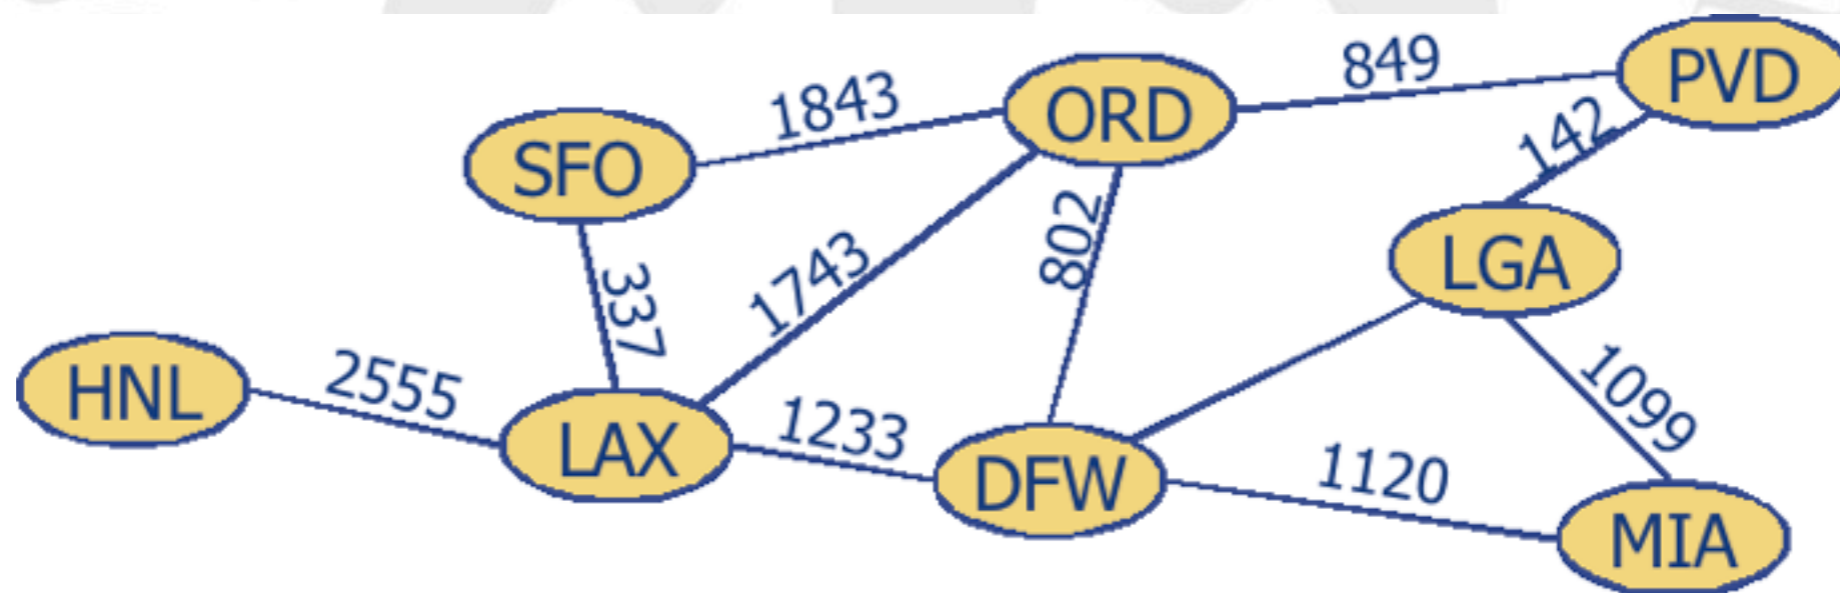 849
PVD
1843
ORD
142
SFO
802
LGA
1743
337
HNL
2555
1233
1099
LAX
DFW
1120
MIA